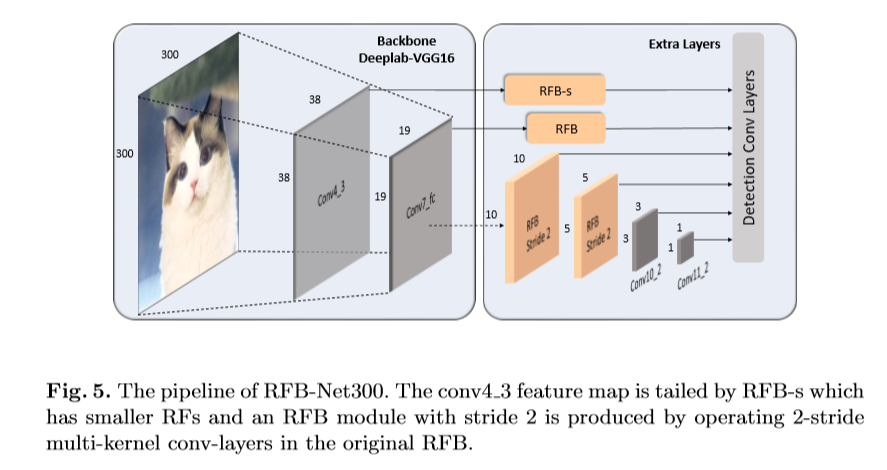 300
300
38
38
19
19
Backbone
Deeplab-VGG16
Conv4_3
Conv7_fc
Extra Layers
RFB-s
RFB
10
10
RFB
Stride 2
5
5
RFB
Stride 2
3
3
Conv10_2
1
1
Conv11_2
Detection Conv Layers
Fig. 5. The pipeline of RFB-Net300. The conv4_3 feature map is tailed by RFB-s which
has smaller RFs and an RFB module with stride 2 is produced by operating 2-stride
multi-kernel conv-layers in the original RFB.